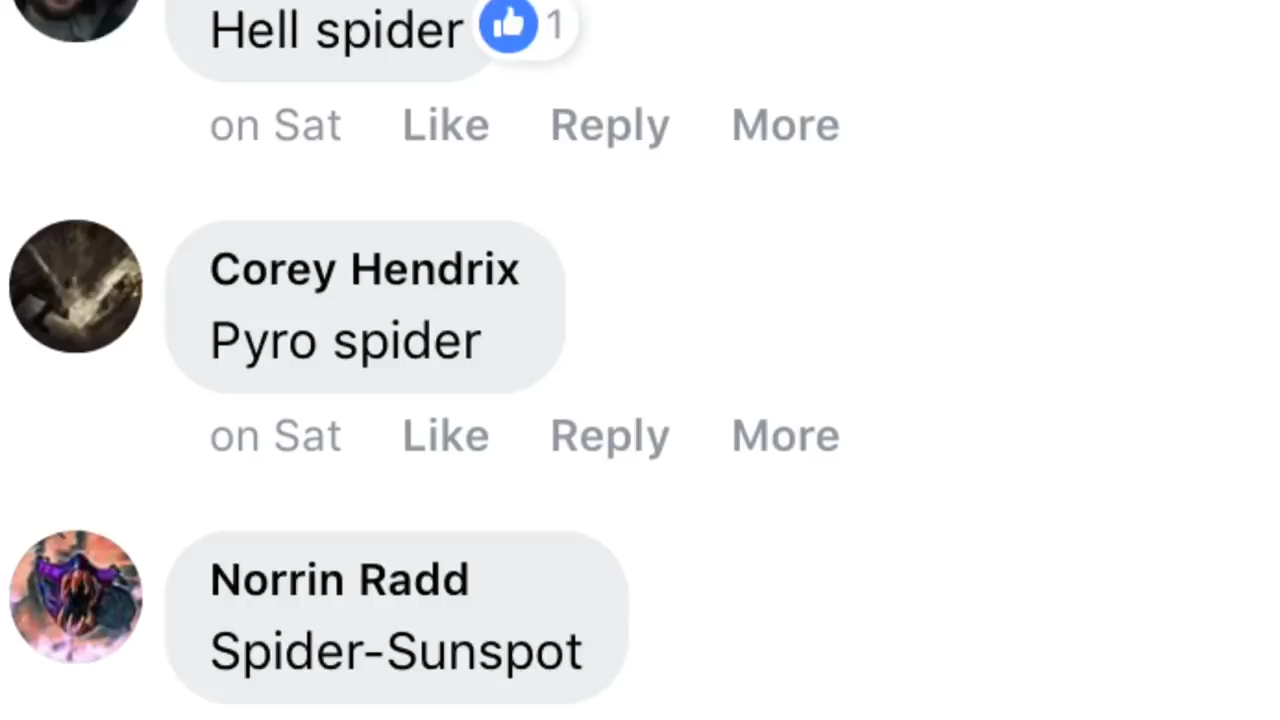 Hell spider 1
on Sat Like Reply More
Corey Hendrix
Pyro spider
on Sat Like Reply More
Norrin Radd
Spider-Sunspot